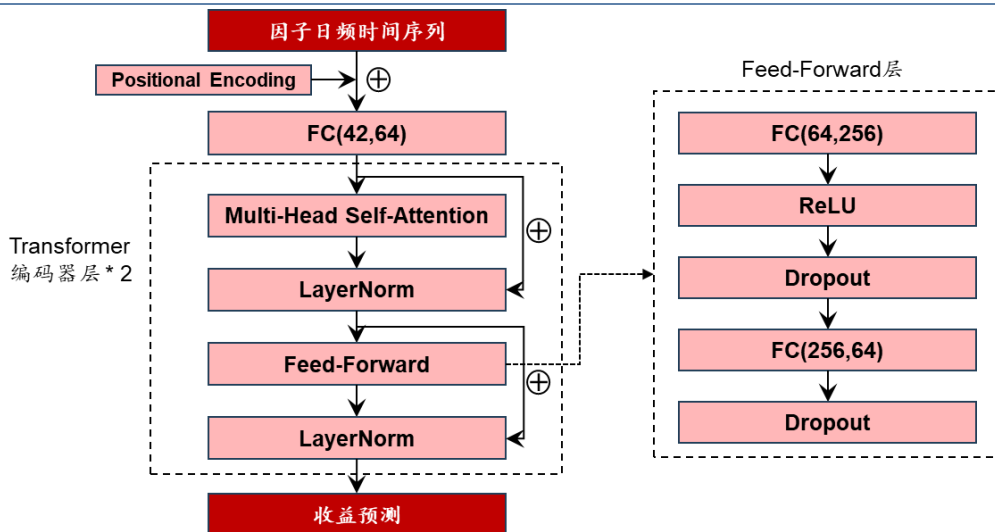 因子日频时间序列
Positional Encoding
FC(42,64)
Multi-Head Self-Attention
LayerNorm
Feed-Forward
LayerNorm
收益预测
Transformer
编码器层*2
Feed-Forward层
FC(64,256)
ReLU
Dropout
FC(256,64)
Dropout